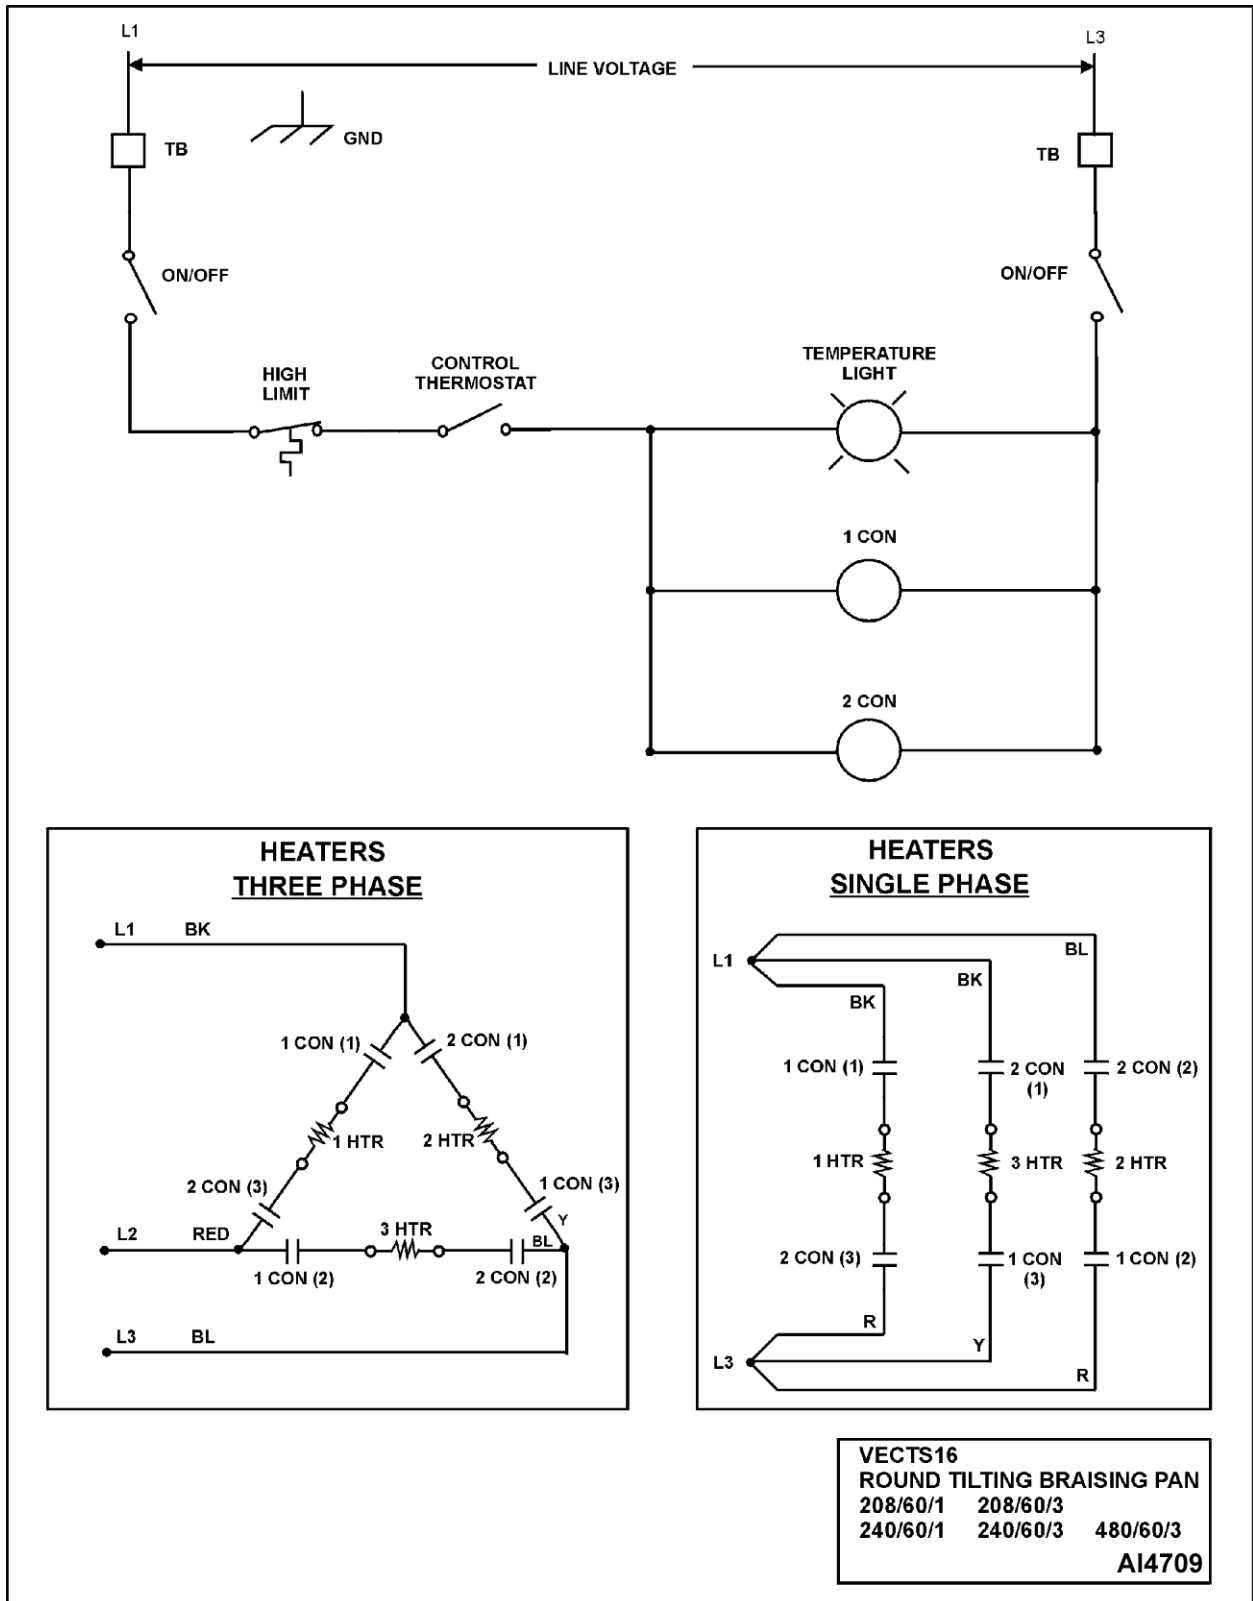 L1
L3
LINE VOLTAGE
GND
TB
TB
ON/OFF
ON/OFF
HIGH
LIMIT
CONTROL
THERMOSTAT
TEMPERATURE
LIGHT
1 CON
2 CON
HEATERS
THREE PHASE
L1
BK
1 CON (1)
2 CON (1)
1 HTR
2 HTR
2 CON (3)
1 CON (3)
Y
L2
RED
3 HTR
BL
1 CON (2)
2 CON (2)
L3
BL
HEATERS
SINGLE PHASE
L1
BL
BK
BK
1 CON (1)
2 CON
(1)
2 CON (2)
1 HTR
3 HTR
2 HTR
2 CON (3)
1 CON
(3)
1 CON (2)
R
Y
R
L3
VECTS16
ROUND TILTING BRAISING PAN
208/60/1 208/60/3
240/60/1 240/60/3 480/60/3
AI4709